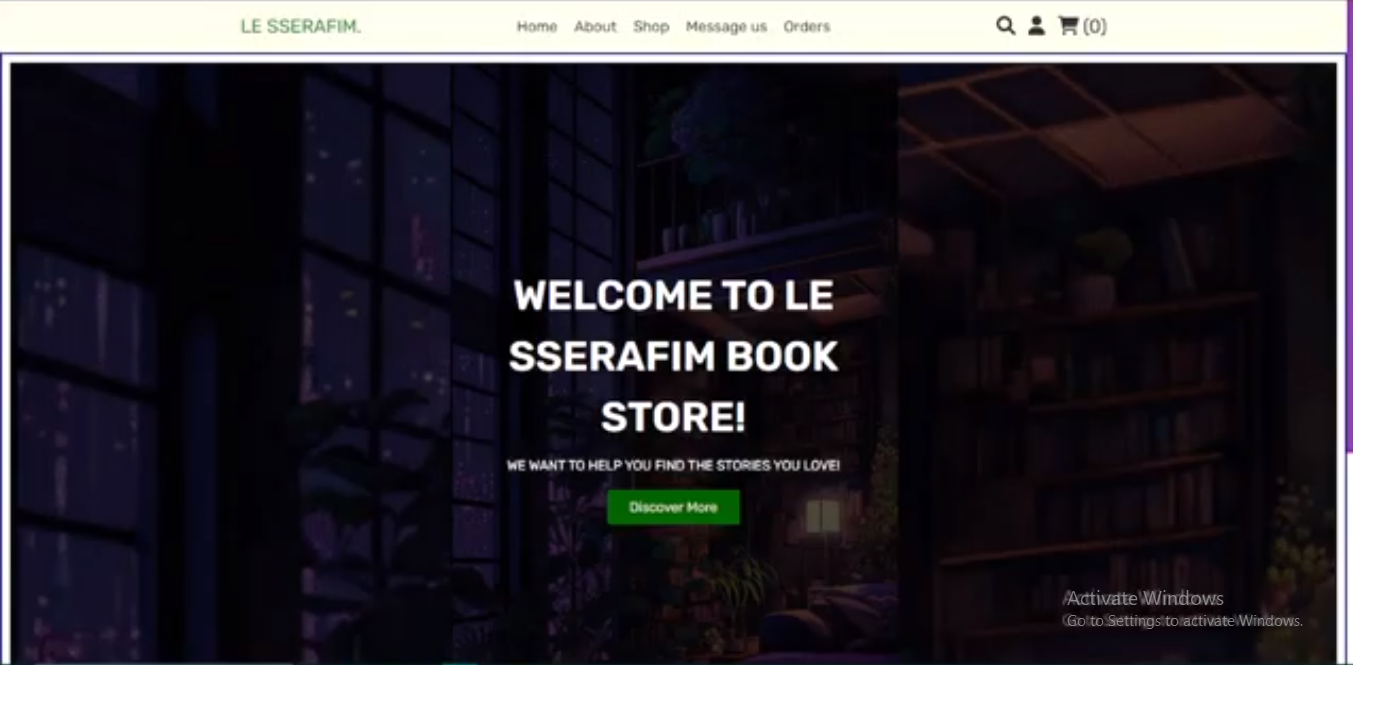 LE SSERAFIM.
Home About Shop Message us Orders
(0)
WELCOME TO LE
SSERAFIM BOOK
STORE!
WE WANT TO HELP YOU FIND THE STORIES YOU LOVE!
Discover More
Activate Windows
Go to Settings to activate Windows.